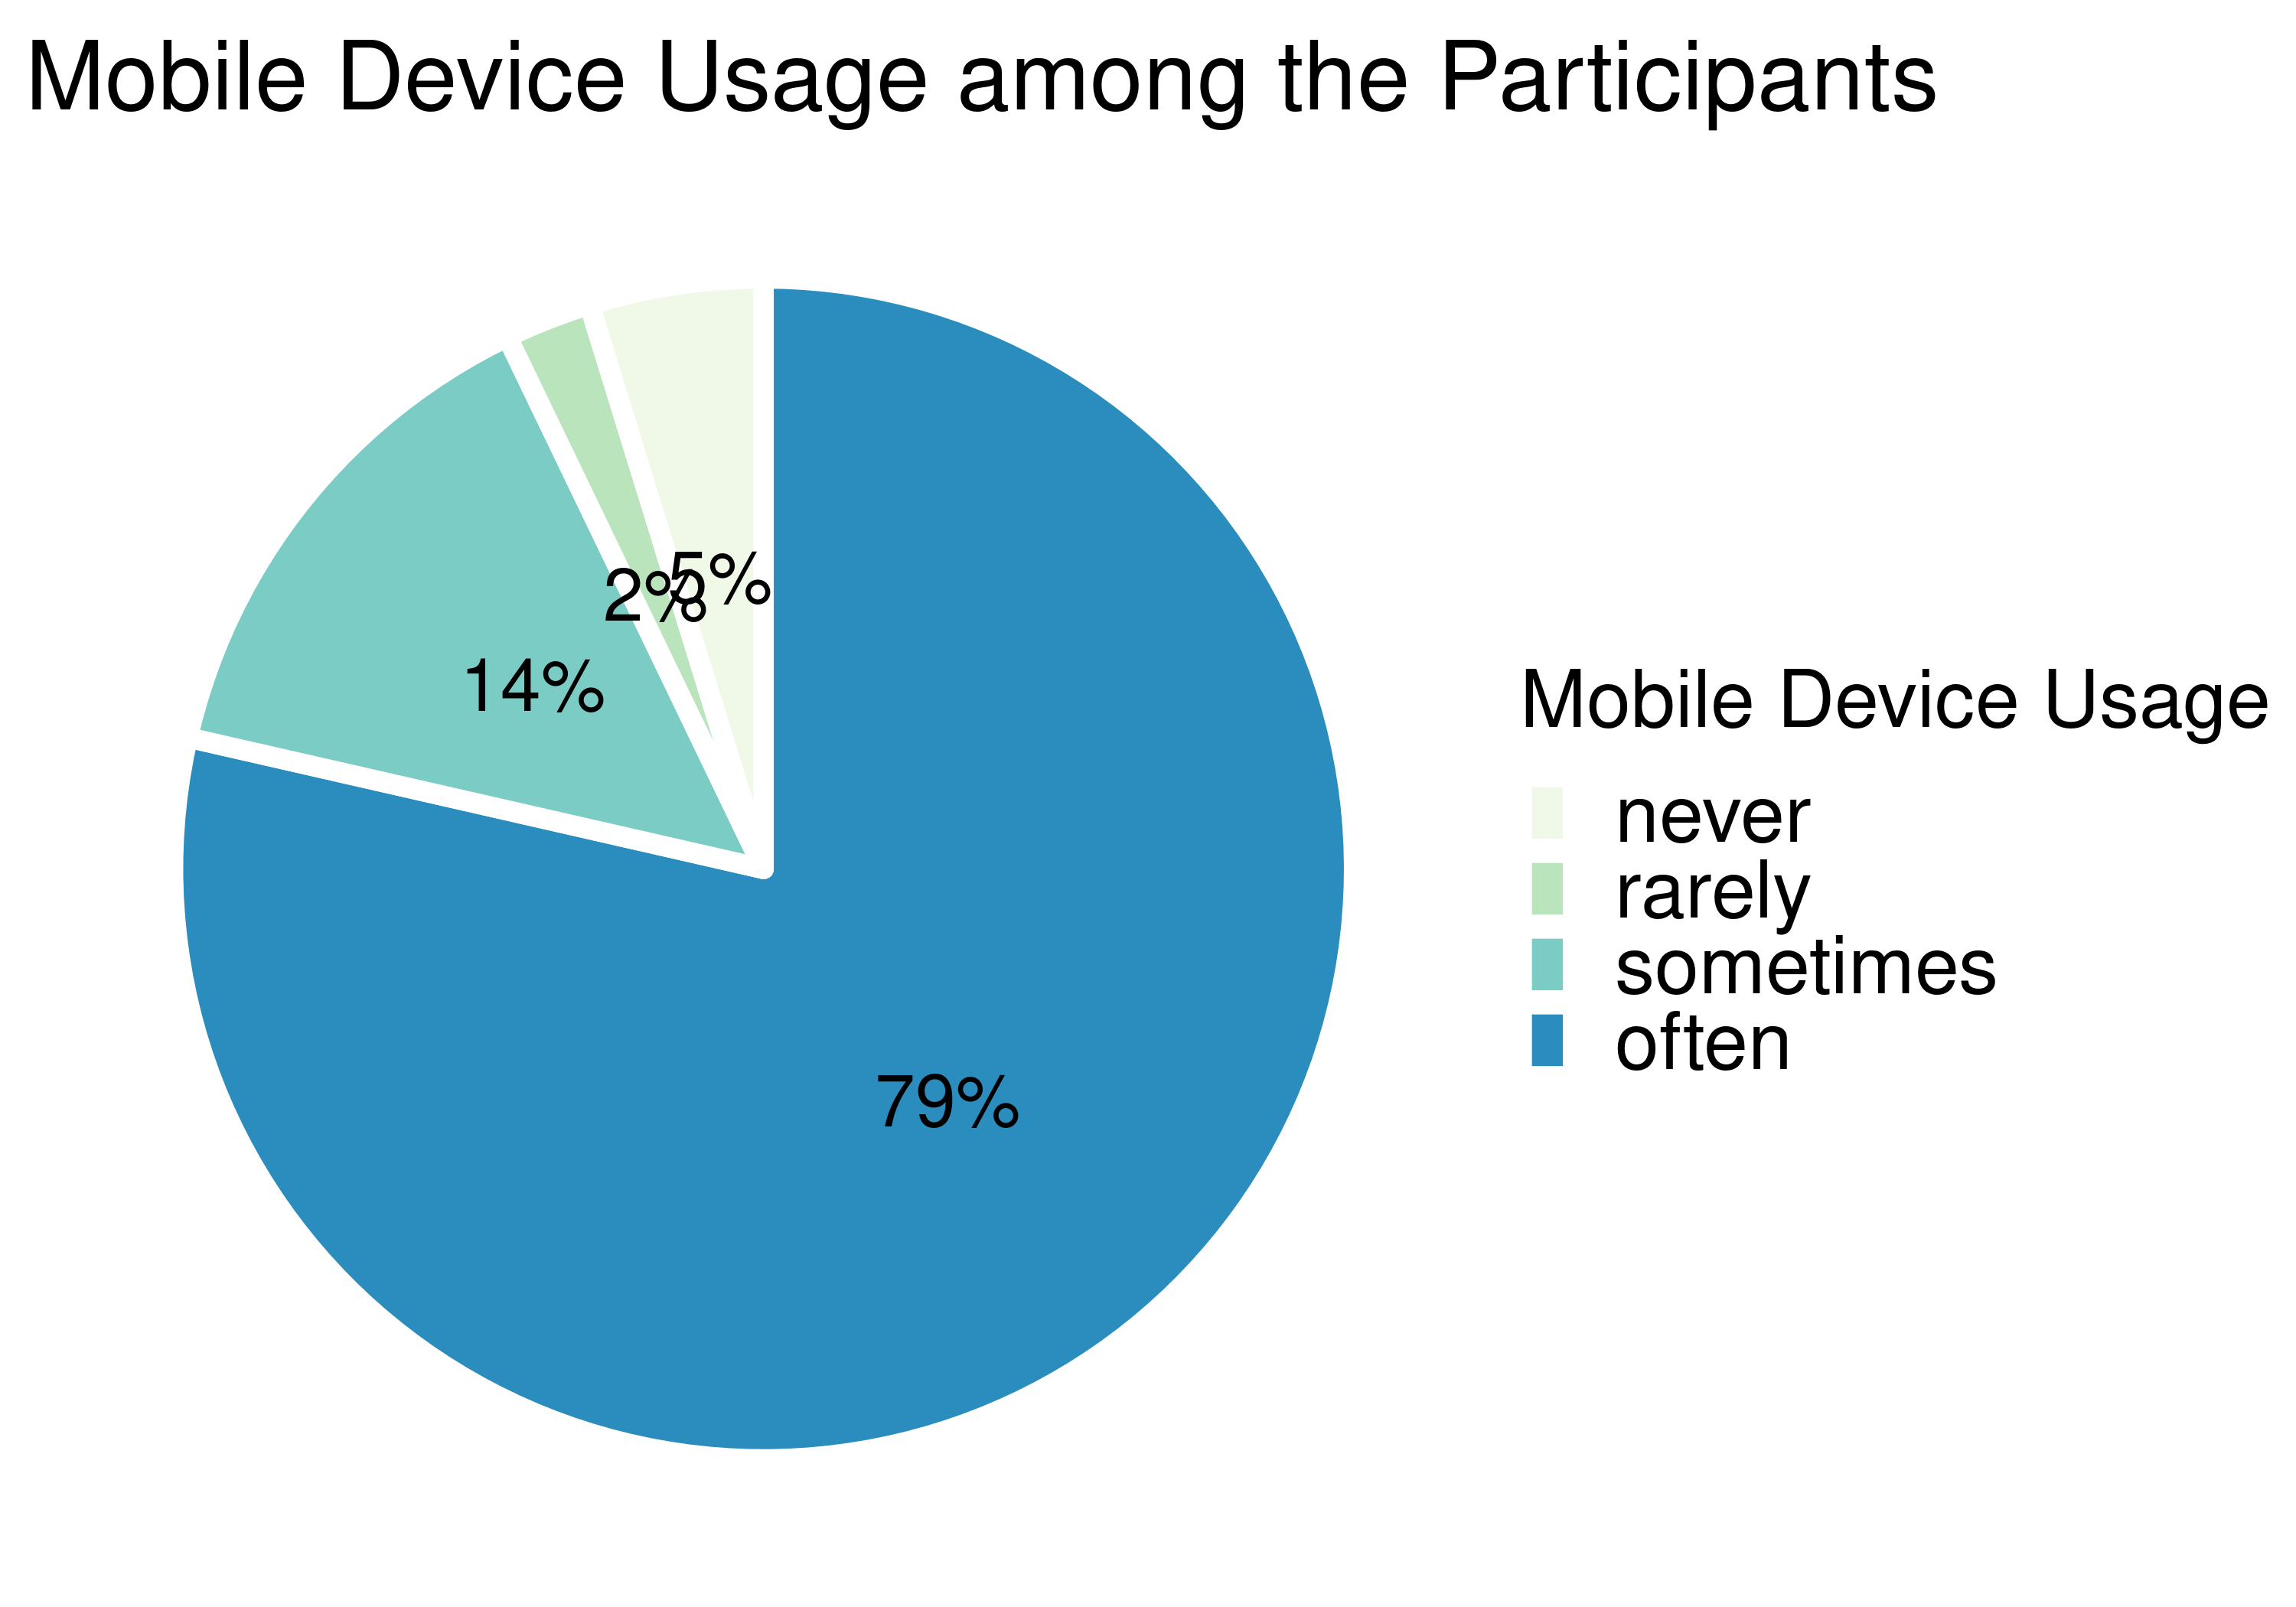 Mobile Device Usage among the Participants
5%
2%
14%
79%
Mobile Device Usage
never
rarely
sometimes
often